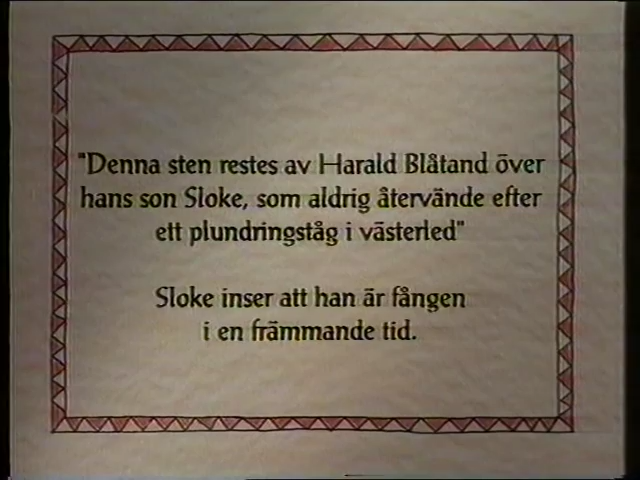 "Denna sten restes av Harald Blåtand över
hans son Sloke, som aldrig återvände efter
ett plundringståg i västerled"
Sloke inser att han är fången
i en främmande tid.